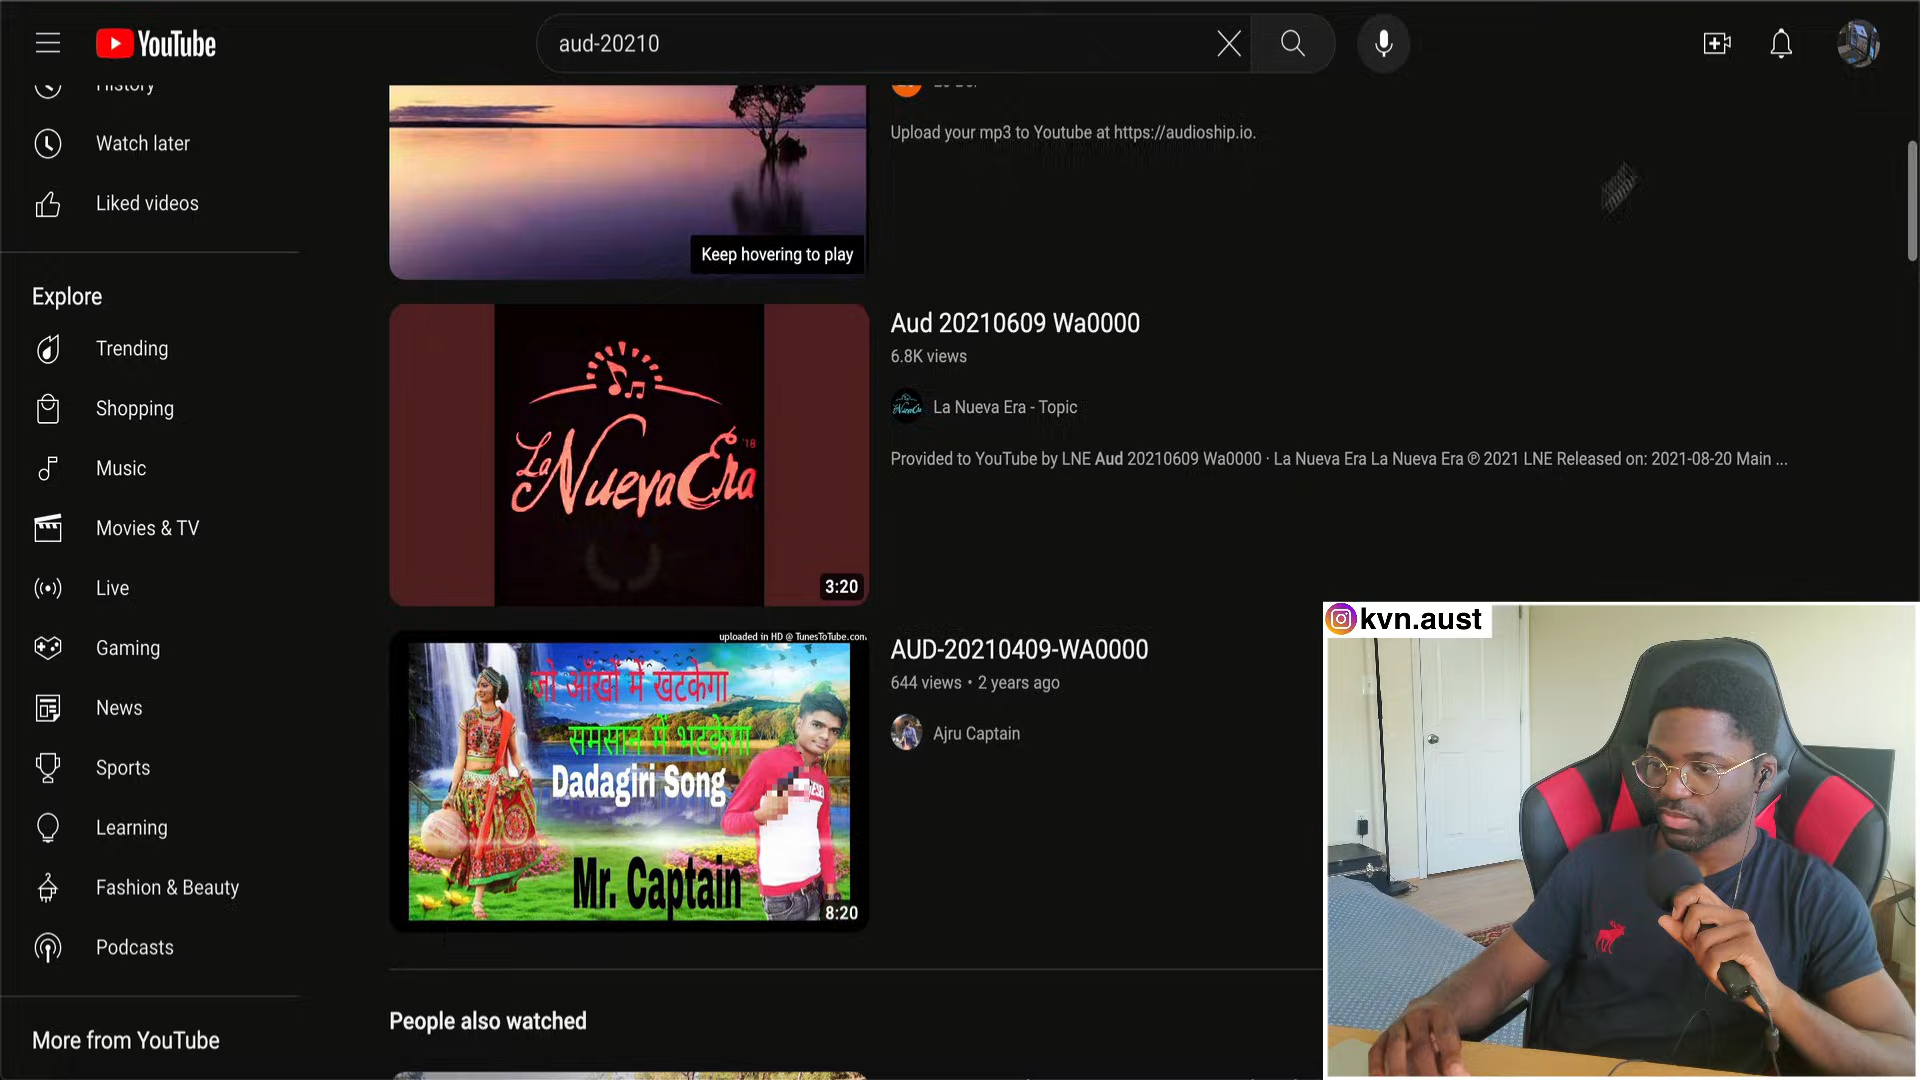 YouTube
aud-20210
History
Watch later
Liked videos
Explore
Trending
Shopping
Music
Movies & TV
Live
Gaming
News
Sports
Learning
Fashion & Beauty
Podcasts
More from YouTube
Upload your mp3 to Youtube at https://audioship.io.
Keep hovering to play
La Nueva Era '18
3:20
Aud 20210609 Wa0000
6.8K views
La Nueva Era - Topic
Provided to YouTube by LNE Aud 20210609 Wa0000 · La Nueva Era La Nueva Era ℗ 2021 LNE Released on: 2021-08-20 Main ...
uploaded in HD @ TunesToTube.com
जो आँखों में खटकेगा
समसान में भटकेगा
Dadagiri Song
Mr. Captain
8:20
AUD-20210409-WA0000
644 views • 2 years ago
Ajru Captain
People also watched
kvn.aust